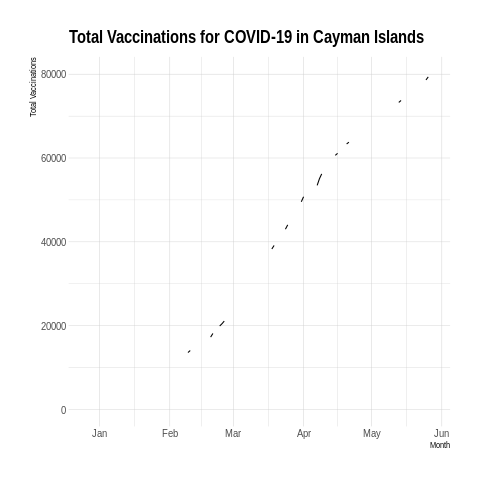 Total Vaccinations for COVID-19 in Cayman Islands
Total Vaccinations
80000
60000
40000
20000
0
Jan Feb Mar Apr May Jun
Month